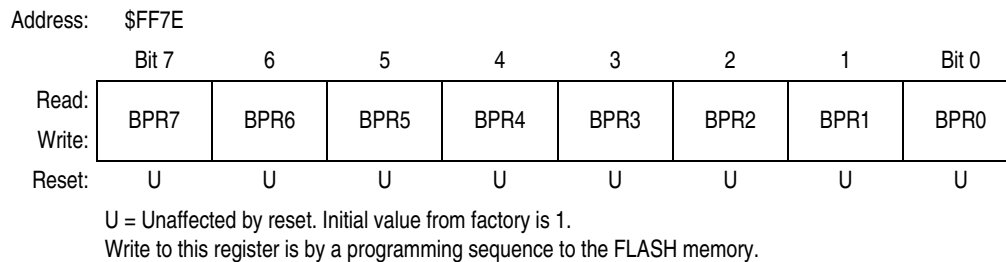 Address: $FF7E
Bit 7 6 5 4 3 2 1 Bit 0
Read:
BPR7 BPR6 BPR5 BPR4 BPR3 BPR2 BPR1 BPR0
Write:
Reset: U U U U U U U U
U = Unaffected by reset. Initial value from factory is 1.
Write to this register is by a programming sequence to the FLASH memory.